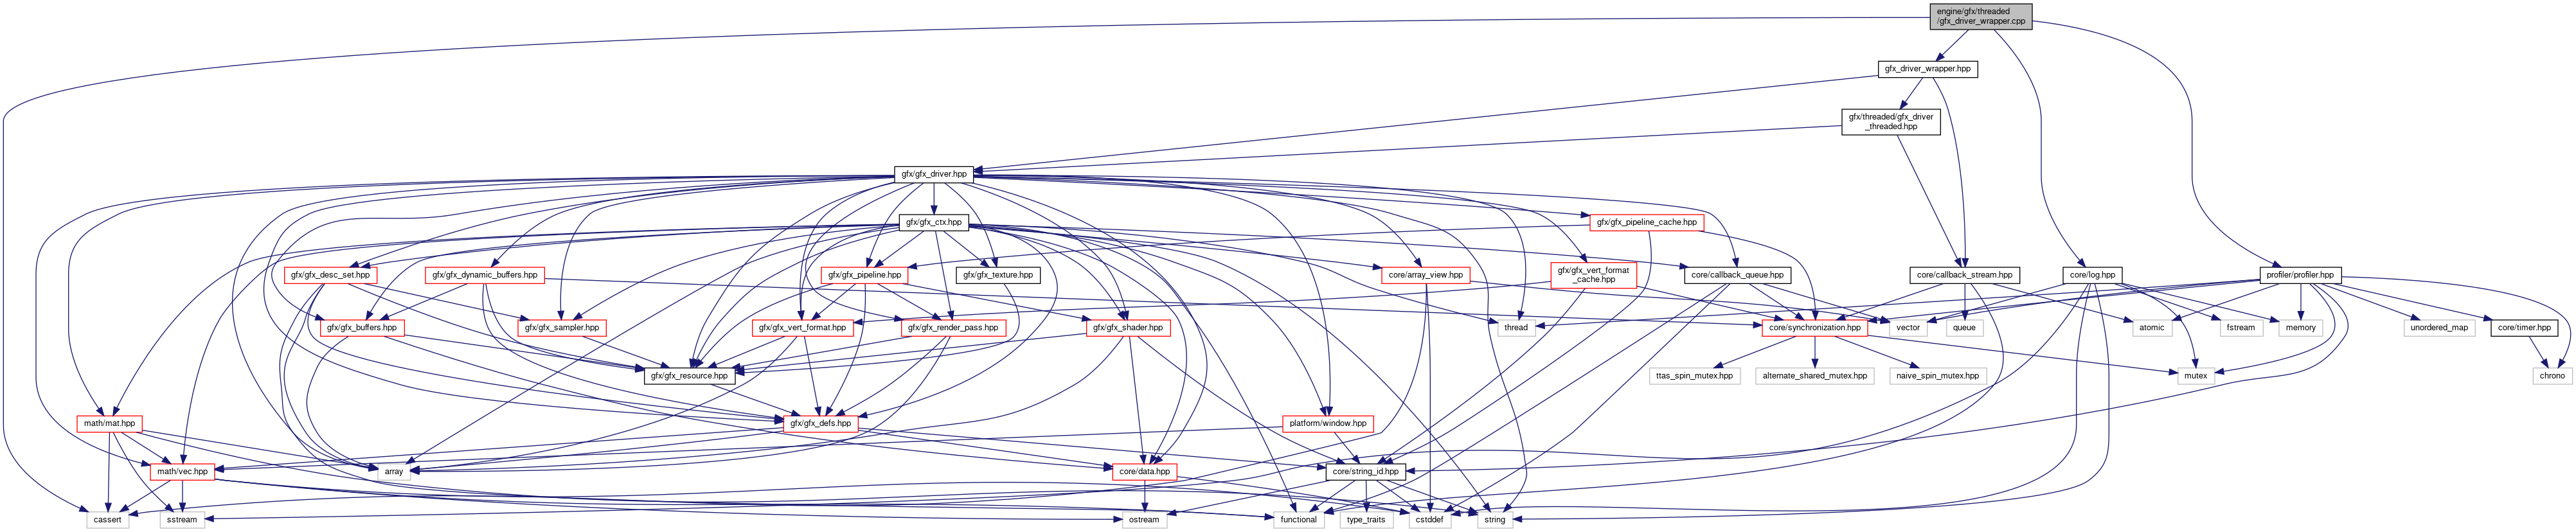 engine/gfx/threaded
/gfx_driver_wrapper.cpp
gfx_driver_wrapper.hpp
gfx/threaded/gfx_driver
_threaded.hpp
gfx/gfx_driver.hpp
gfx/gfx_ctx.hpp
gfx/gfx_pipeline_cache.hpp
gfx/gfx_desc_set.hpp
gfx/gfx_dynamic_buffers.hpp
gfx/gfx_pipeline.hpp
gfx/gfx_texture.hpp
core/array_view.hpp
gfx/gfx_vert_format
_cache.hpp
core/callback_queue.hpp
core/callback_stream.hpp
core/log.hpp
profiler/profiler.hpp
gfx/gfx_buffers.hpp
gfx/gfx_sampler.hpp
gfx/gfx_vert_format.hpp
gfx/gfx_render_pass.hpp
gfx/gfx_shader.hpp
thread
core/synchronization.hpp
vector
queue
atomic
fstream
memory
unordered_map
core/timer.hpp
gfx/gfx_resource.hpp
ttas_spin_mutex.hpp
alternate_shared_mutex.hpp
naive_spin_mutex.hpp
mutex
chrono
math/mat.hpp
gfx/gfx_defs.hpp
platform/window.hpp
math/vec.hpp
array
core/data.hpp
core/string_id.hpp
cassert
sstream
ostream
functional
type_traits
cstddef
string